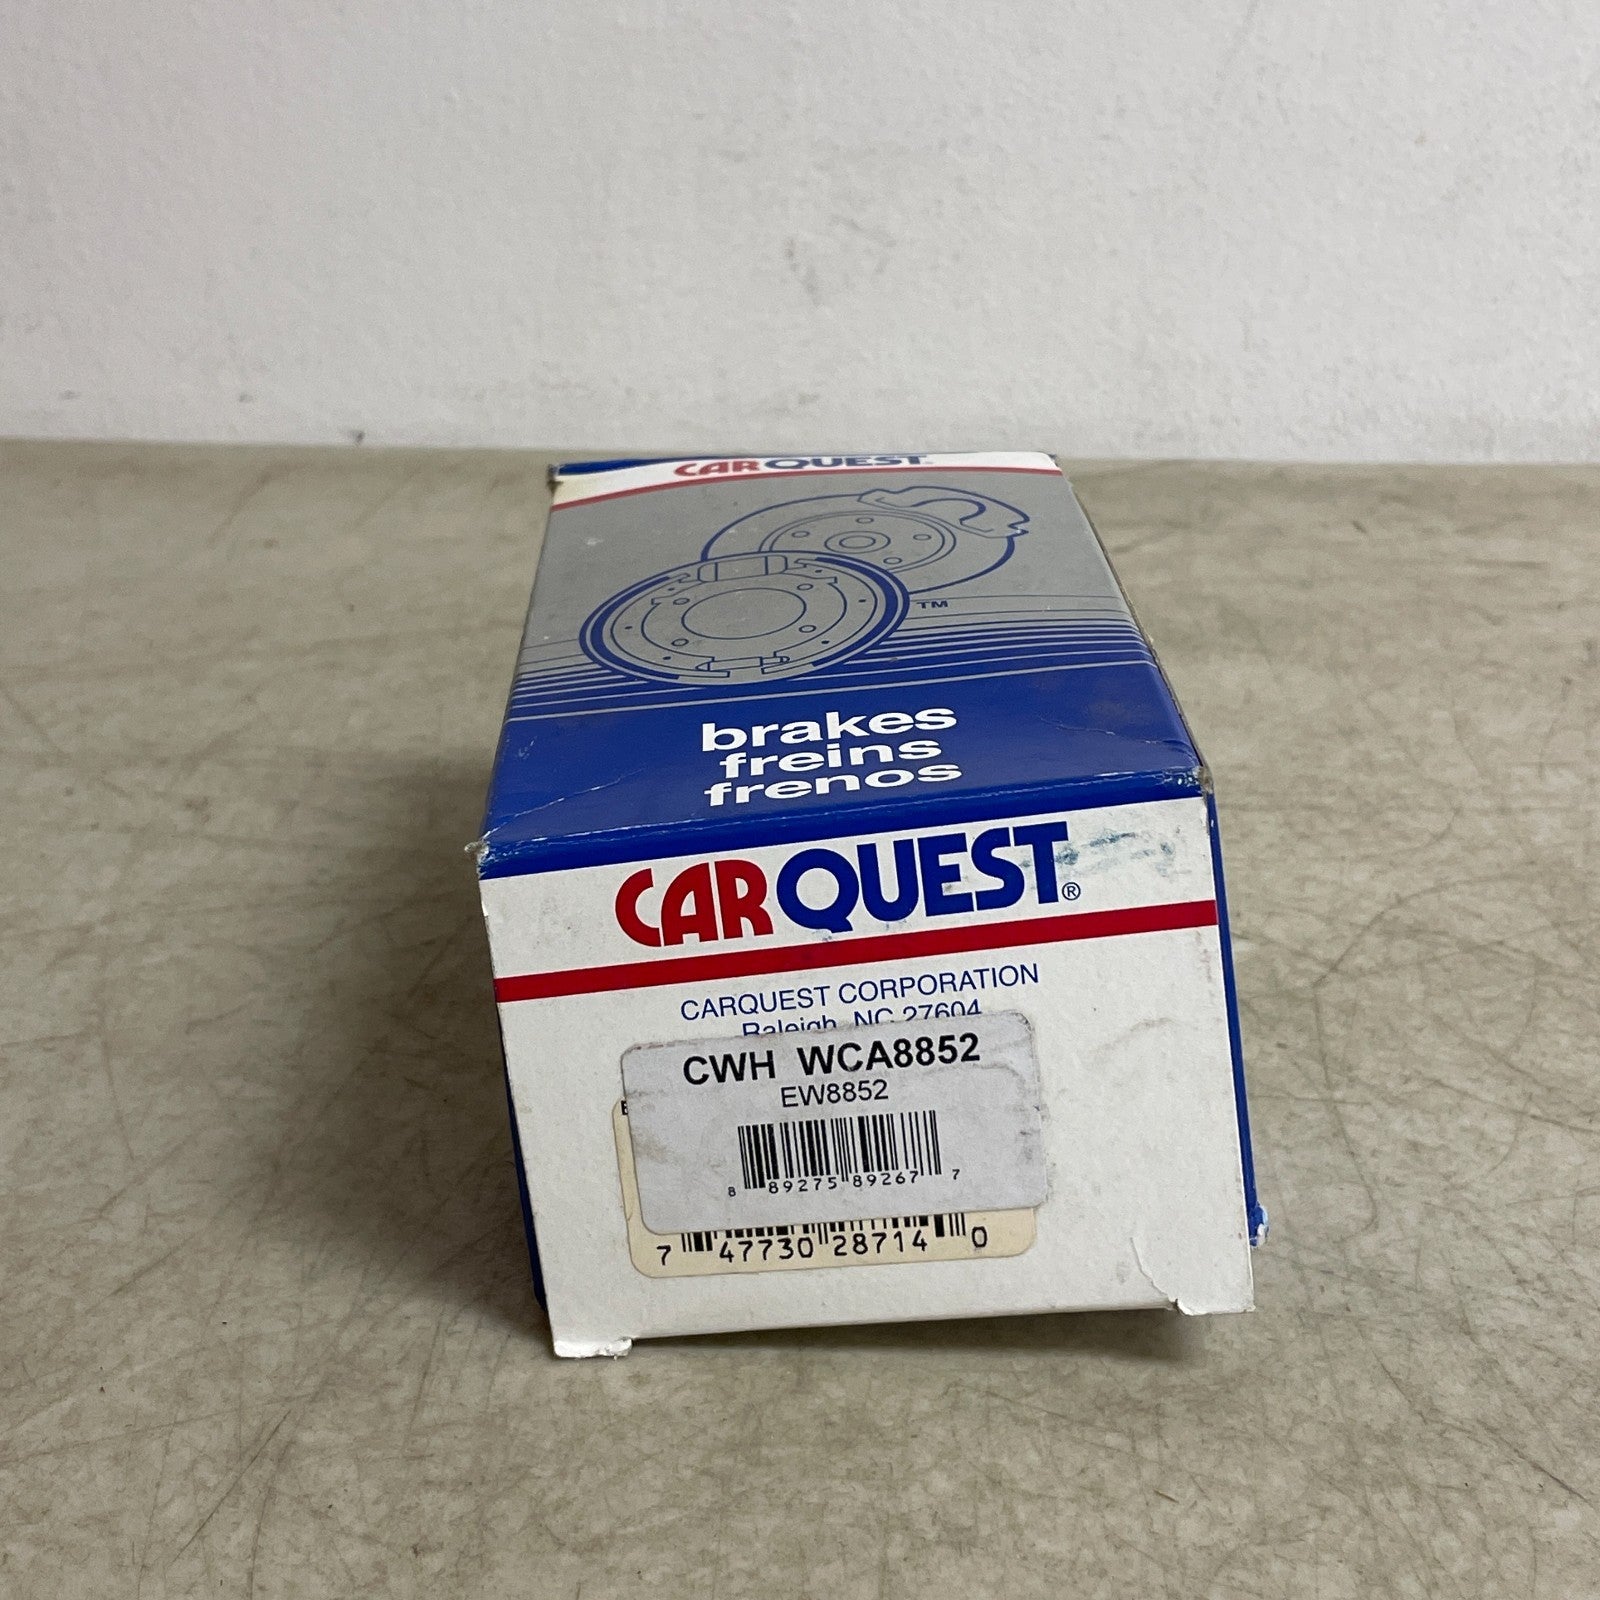 CARQUEST
TM
brakes
freins
frenos
CARQUEST®
CARQUEST CORPORATION
Raleigh, NC 27604
CWH WCA8852
EW8852
8 89275 89267 7
7 47730 28714 0